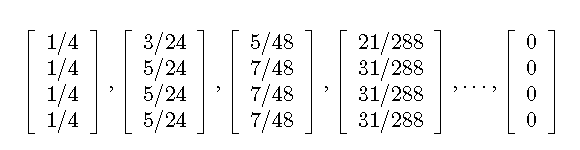 [ 1/4 ] [ 3/24 ] [ 5/48 ] [ 21/288 ] [ 0 ]
[ 1/4 ] [ 5/24 ] [ 7/48 ] [ 31/288 ] [ 0 ]
[ 1/4 ] , [ 5/24 ] , [ 7/48 ] , [ 31/288 ] , . . . , [ 0 ]
[ 1/4 ] [ 5/24 ] [ 7/48 ] [ 31/288 ] [ 0 ]